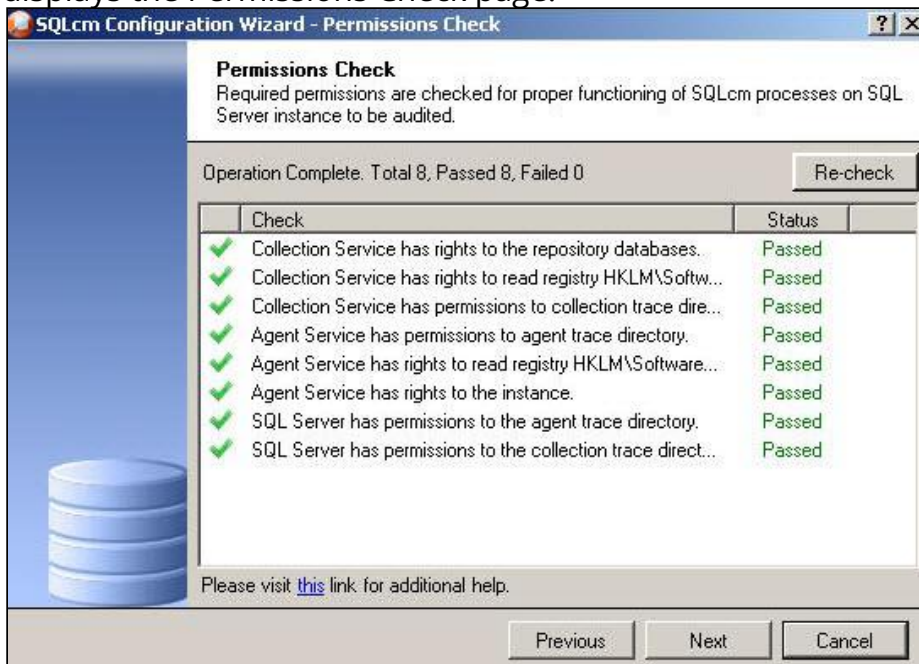 displays the Permissions Check page.
SQLcm Configuration Wizard - Permissions Check
Permissions Check
Required permissions are checked for proper functioning of SQLcm processes on SQL
Server instance to be audited.
Operation Complete. Total 8, Passed 8, Failed 0
Re-check
Check Status
Collection Service has rights to the repository databases. Passed
Collection Service has rights to read registry HKLM\Softw... Passed
Collection Service has permissions to collection trace dire... Passed
Agent Service has permissions to agent trace directory. Passed
Agent Service has rights to read registry HKLM\Software... Passed
Agent Service has rights to the instance. Passed
SQL Server has permissions to the agent trace directory. Passed
SQL Server has permissions to the collection trace direct... Passed
Please visit this link for additional help.
Previous Next Cancel